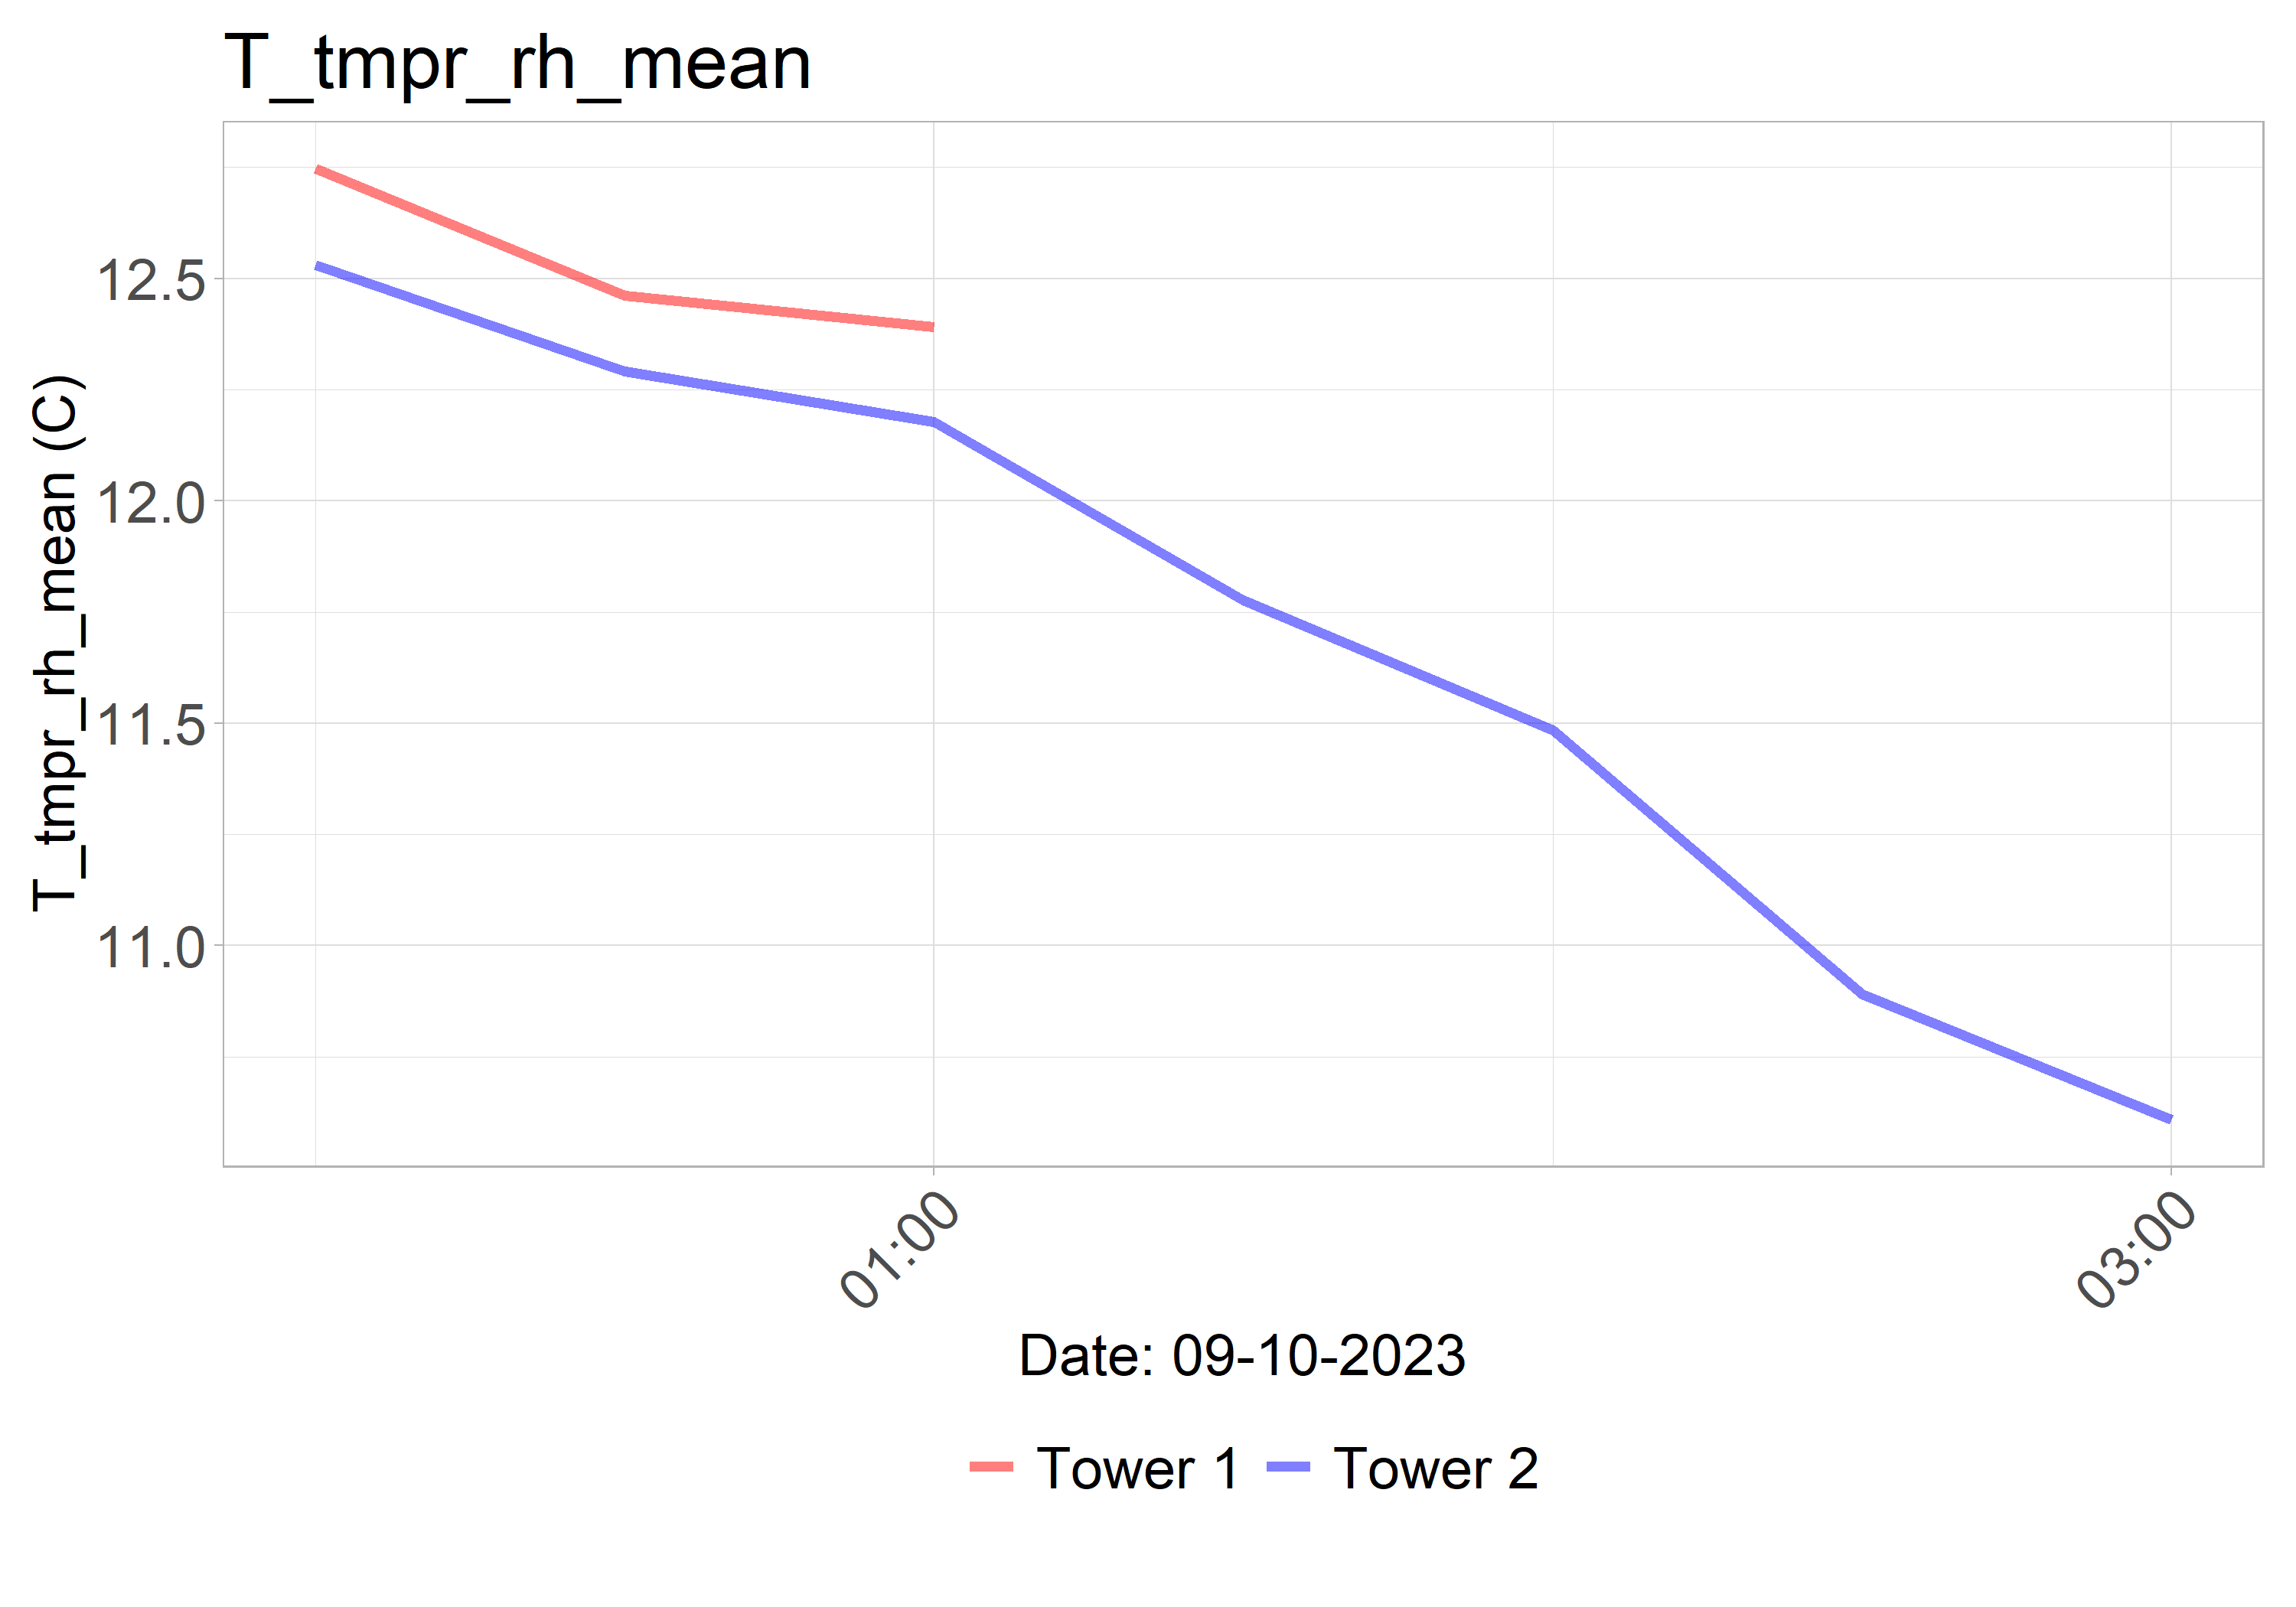 T_tmpr_rh_mean
T_tmpr_rh_mean (C)
12.5
12.0
11.5
11.0
01:00
03:00
Date: 09-10-2023
Tower 1
Tower 2